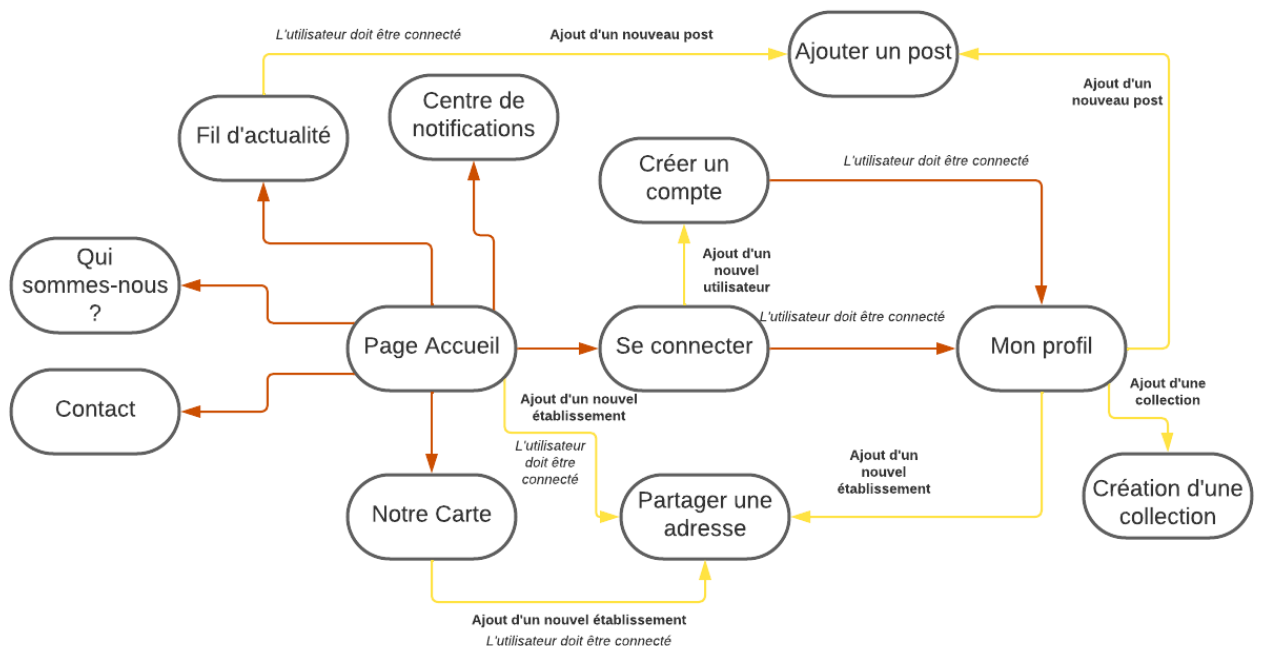 L'utilisateur doit être connecté
Ajout d'un nouveau post
Ajouter un post
Ajout d'un
nouveau post
Centre de
notifications
Fil d'actualité
Créer un
compte
L'utilisateur doit être connecté
Qui
sommes-nous
?
Ajout d'un
nouvel
utilisateur
Page Accueil
Se connecter
L'utilisateur doit être connecté
Mon profil
Contact
Ajout d'un nouvel
établissement
L'utilisateur
doit être
connecté
Ajout d'une
collection
Ajout d'un
nouvel
établissement
Notre Carte
Partager une
adresse
Création d'une
collection
Ajout d'un nouvel établissement
L'utilisateur doit être connecté